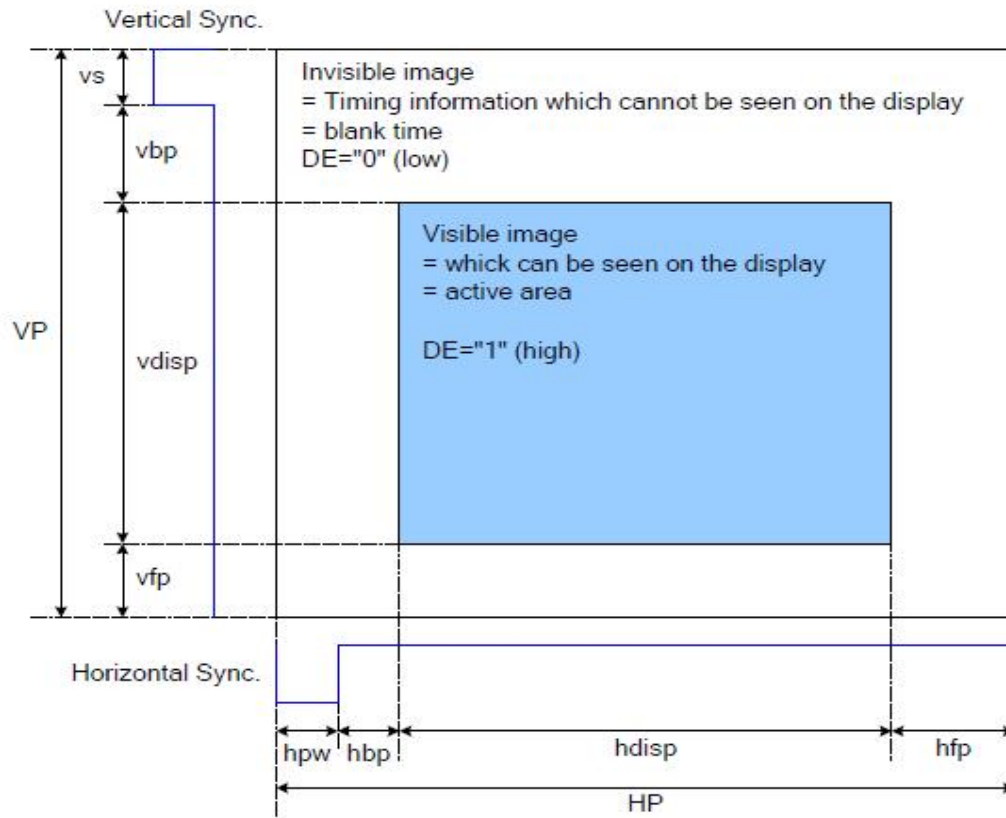 Vertical Sync.
vs
Invisible image
= Timing information which cannot be seen on the display
= blank time
DE="0" (low)
vbp
Visible image
= whick can be seen on the display
= active area
DE="1" (high)
VP
vdisp
vfp
Horizontal Sync.
hpw
hbp
hdisp
hfp
HP